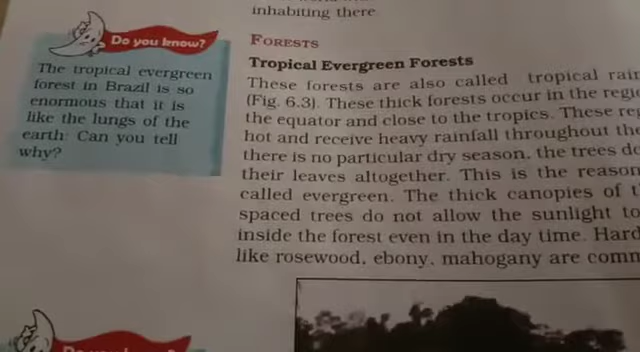 inhabiting there
Do you know?
The tropical evergreen
forest in Brazil is so
enormous that it is
like the lungs of the
earth. Can you tell
why?
FORESTS
Tropical Evergreen Forests
These forests are also called tropical
(Fig. 6.3). These thick forests occur in the
the equator and close to the tropics. These
hot and receive heavy rainfall throughout
there is no particular dry season, the trees
their leaves altogether. This is the reason
called evergreen. The thick canopies of
spaced trees do not allow the sunlight to
inside the forest even in the day time. Hard
like rosewood, ebony, mahogany are